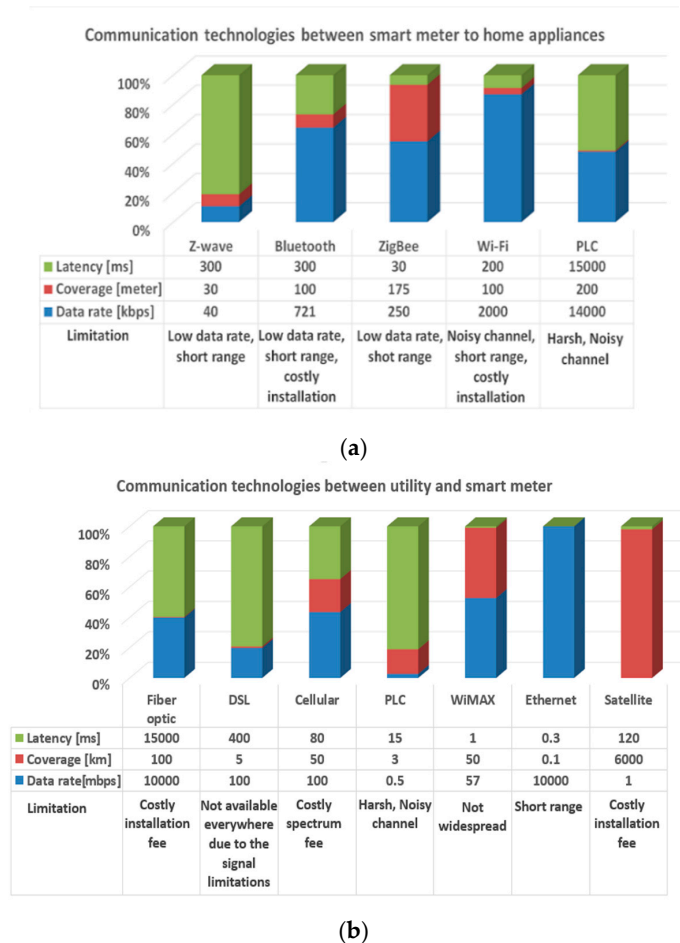 Communication technologies between smart meter to home appliances
100%
80%
60%
40%
20%
0%
Z-wave Bluetooth ZigBee Wi-Fi PLC
Latency [ms] 300 300 30 200 15000
Coverage [meter] 30 100 175 100 200
Data rate [kbps] 40 721 250 2000 14000
Limitation Low data rate, Low data rate, Low data rate, Noisy channel, Harsh, Noisy
short range short range, shot range short range, channel
costly costly
installation installation
(a)
Communication technologies between utility and smart meter
100%
80%
60%
40%
20%
0%
Fiber DSL Cellular PLC WiMAX Ethernet Satellite
optic
Latency [ms] 15000 400 80 15 1 0.3 120
Coverage [km] 100 5 50 3 50 0.1 6000
Data rate[mbps] 10000 100 100 0.5 57 10000 1
Limitation Costly Not available Costly Harsh, Noisy Not Short range Costly
installation everywhere spectrum channel widespread installation
fee due to the fee fee
signal
limitations
(b)